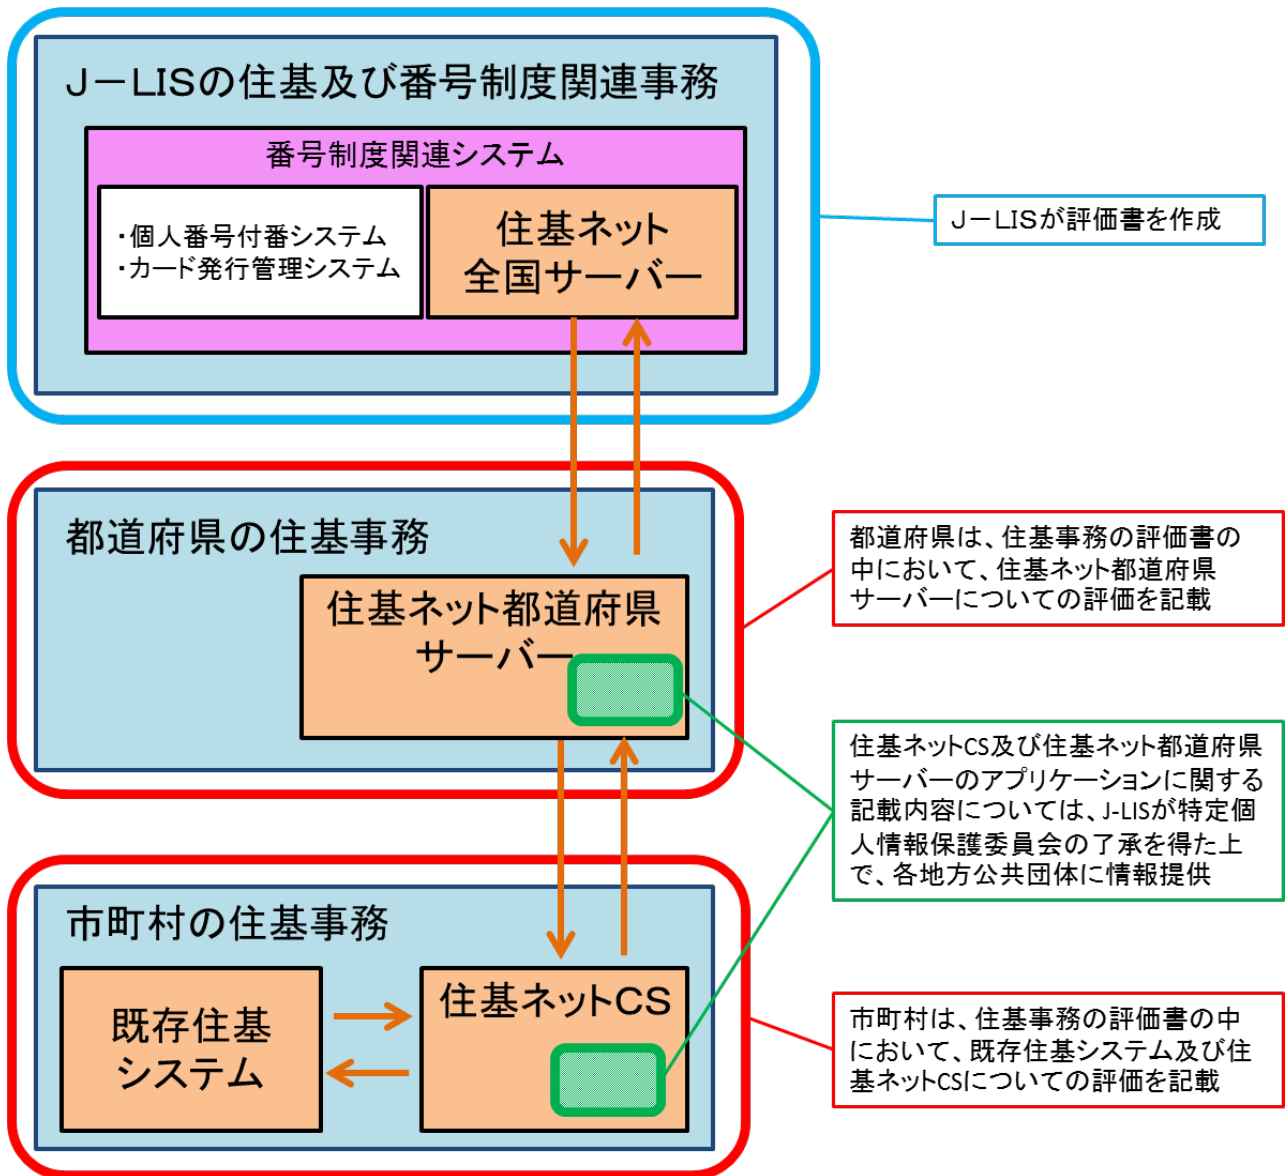 J－LISの住基及び番号制度関連事務
番号制度関連システム
・個人番号付番システム
・カード発行管理システム
住基ネット
全国サーバー
J－LISが評価書を作成
都道府県の住基事務
住基ネット都道府県
サーバー
都道府県は、住基事務の評価書の
中において、住基ネット都道府県
サーバーについての評価を記載
住基ネットCS及び住基ネット都道府県
サーバーのアプリケーションに関する
記載内容については、J-LISが特定個
人情報保護委員会の了承を得た上
で、各地方公共団体に情報提供
市町村の住基事務
既存住基
システム
住基ネットCS
市町村は、住基事務の評価書の中
において、既存住基システム及び住
基ネットCSについての評価を記載